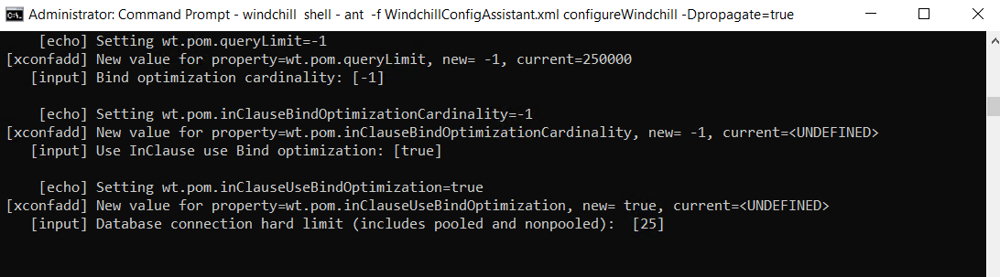 Administrator: Command Prompt - windchill  shell - ant  -f WindchillConfigAssistant.xml configureWindchill -Dpropagate=true
[echo] Setting wt.pom.queryLimit=-1
[xconfadd] New value for property=wt.pom.queryLimit, new= -1, current=250000
[input] Bind optimization cardinality: [-1]
[echo] Setting wt.pom.inClauseBindOptimizationCardinality=-1
[xconfadd] New value for property=wt.pom.inClauseBindOptimizationCardinality, new= -1, current=<UNDEFINED>
[input] Use InClause use Bind optimization: [true]
[echo] Setting wt.pom.inClauseUseBindOptimization=true
[xconfadd] New value for property=wt.pom.inClauseUseBindOptimization, new= true, current=<UNDEFINED>
[input] Database connection hard limit (includes pooled and nonpooled):  [25]